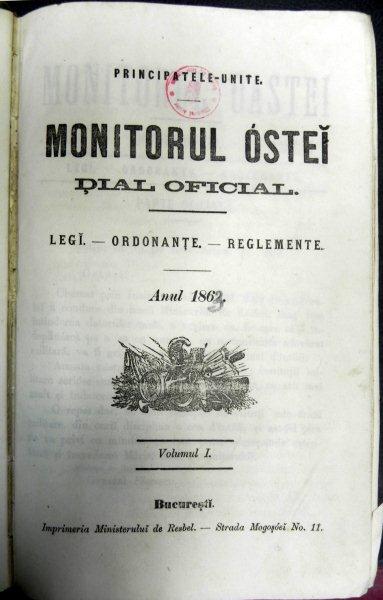 PRINCIPATELE-UNITE.
MONITORUL ÓSTEĬ
ḐIAL OFICIAL.
LEGĬ. — ORDONANȚE. — REGLEMENTE.
Anul 1863.
Volumul I.
Bucureștĭ.
Imprimeria Ministeruluĭ de Resbel. — Strada Mogoșóeĭ No. 11.